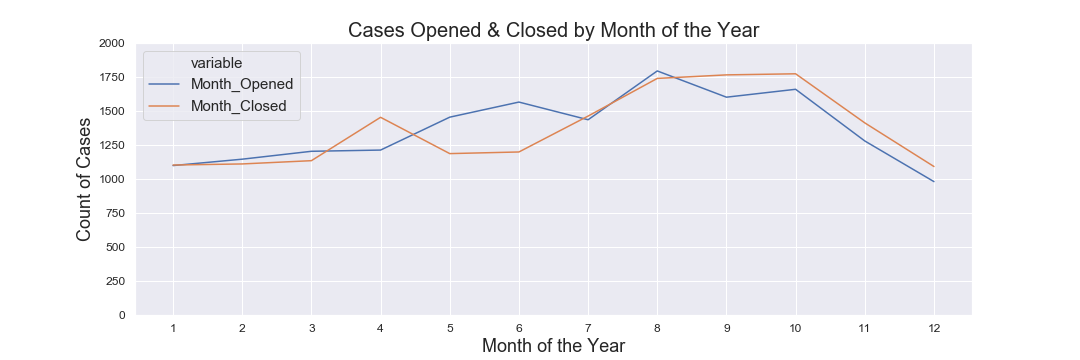 Cases Opened & Closed by Month of the Year
variable
Month_Opened
Month_Closed
Count of Cases
2000
1750
1500
1250
1000
750
500
250
0
1 2 3 4 5 6 7 8 9 10 11 12
Month of the Year